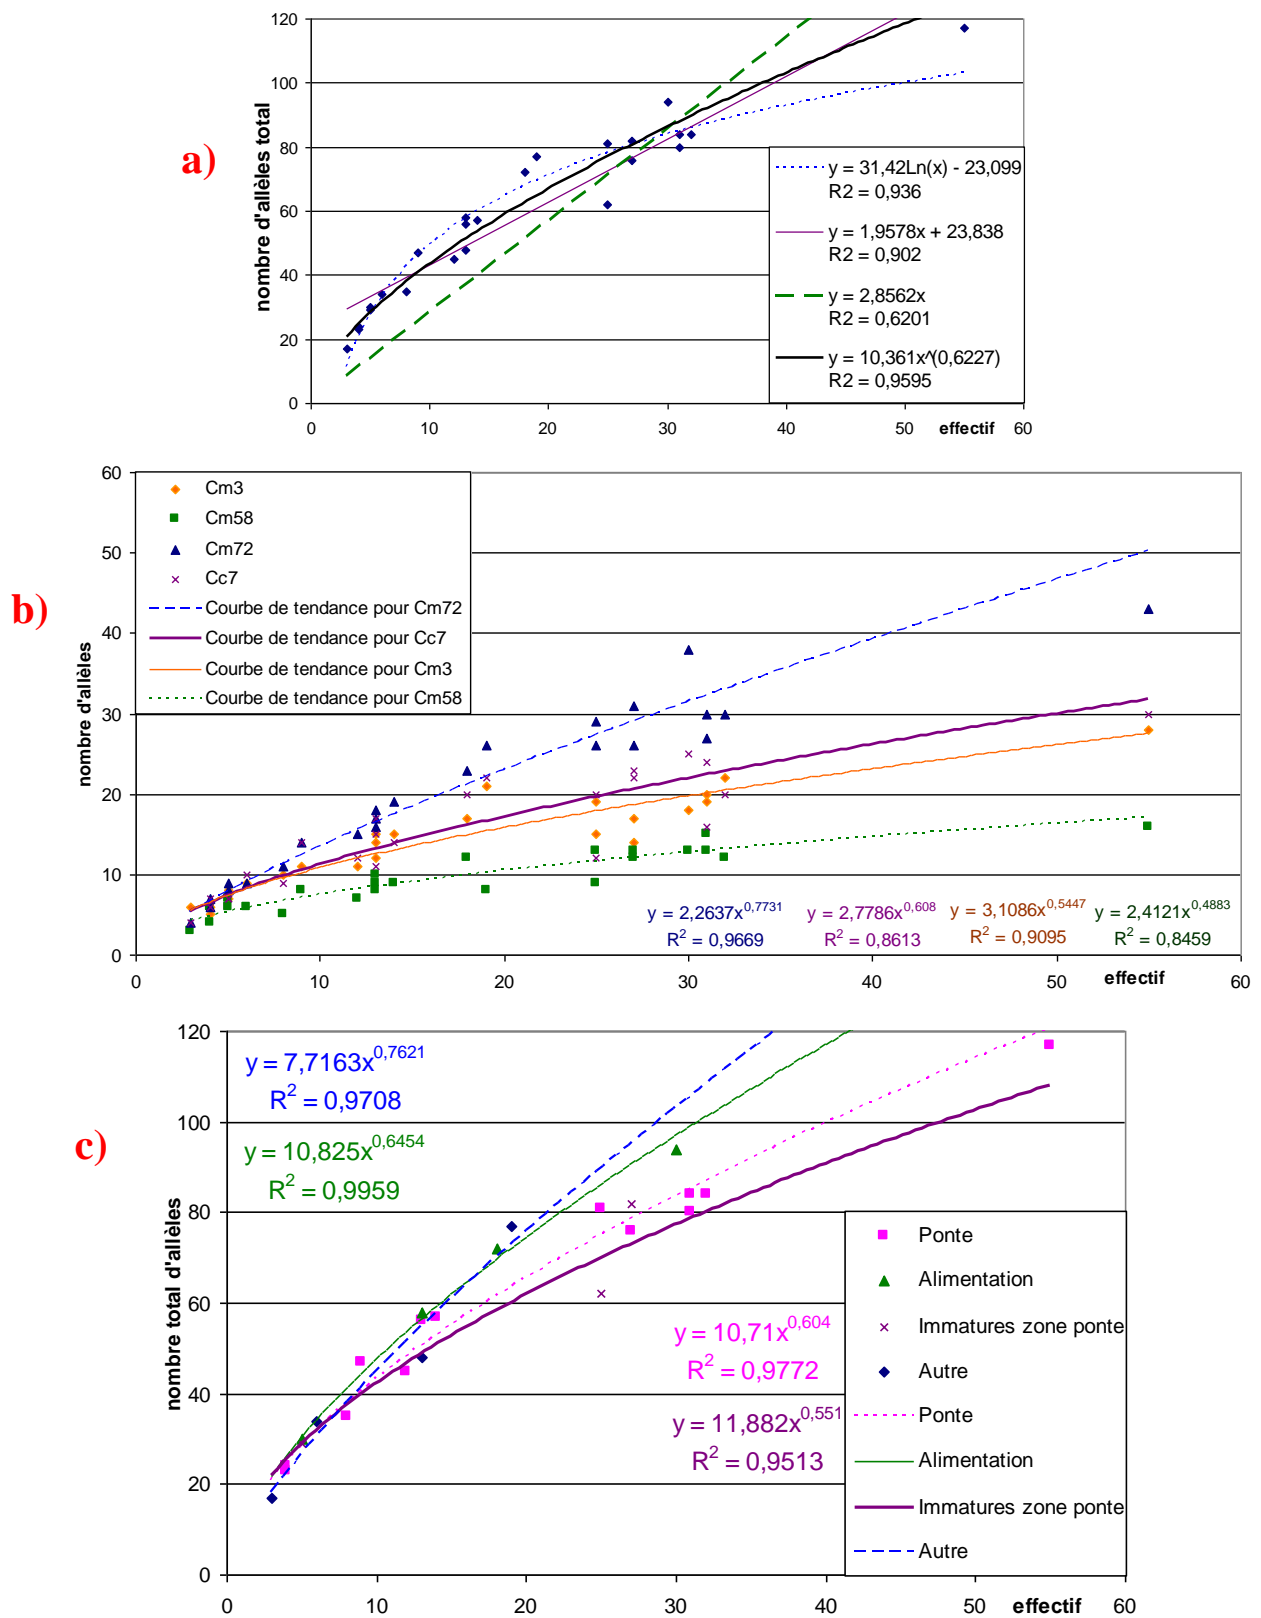 a)
nombre d'allèles total
120
100
80
60
40
20
0
0 10 20 30 40 50 60
effectif
y = 31,42Ln(x) - 23,099
R2 = 0,936
y = 1,9578x + 23,838
R2 = 0,902
y = 2,8562x
R2 = 0,6201
y = 10,361x^(0,6227)
R2 = 0,9595
b)
nombre d'allèles
60
50
40
30
20
10
0
0 10 20 30 40 50 60
effectif
Cm3
Cm58
Cm72
Cc7
Courbe de tendance pour Cm72
Courbe de tendance pour Cc7
Courbe de tendance pour Cm3
Courbe de tendance pour Cm58
y = 2,2637x^0,7731
R² = 0,9669
y = 2,7786x^0,608
R² = 0,8613
y = 3,1086x^0,5447
R² = 0,9095
y = 2,4121x^0,4883
R² = 0,8459
c)
nombre total d'allèles
120
100
80
60
40
20
0
0 10 20 30 40 50 60
effectif
y = 7,7163x^0,7621
R² = 0,9708
y = 10,825x^0,6454
R² = 0,9959
y = 10,71x^0,604
R² = 0,9772
y = 11,882x^0,551
R² = 0,9513
Ponte
Alimentation
Immatures zone ponte
Autre
Ponte
Alimentation
Immatures zone ponte
Autre